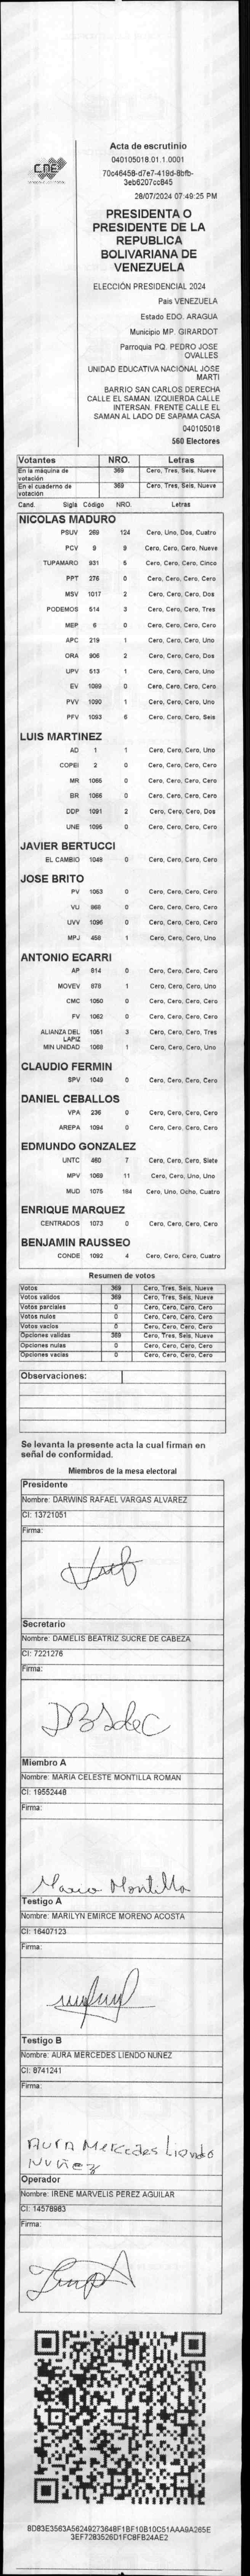 CNE
Acta de escrutinio
040105018.01.1.0001
70c46458-d7e7-419d-8bfb-
3eb6207cc845
28/07/2024 07:49:25 PM
PRESIDENTA O
PRESIDENTE DE LA
REPUBLICA
BOLIVARIANA DE
VENEZUELA
ELECCIÓN PRESIDENCIAL 2024
Pais VENEZUELA
Estado EDO. ARAGUA
Municipio MP. GIRARDOT
Parroquia PQ. PEDRO JOSE
OVALLES
UNIDAD EDUCATIVA NACIONAL JOSE
MARTI
BARRIO SAN CARLOS DERECHA
CALLE EL SAMAN. IZQUIERDA CALLE
INTERSAN. FRENTE CALLE EL
SAMAN AL LADO DE SAPAMA CASA
040105018
560 Electores
Votantes NRO. Letras
En la máquina de votación 369 Cero, Tres, Seis, Nueve
En el cuaderno de votación 369 Cero, Tres, Seis, Nueve
Cand. Sigla Código NRO. Letras
NICOLAS MADURO
PSUV 269 124 Cero, Uno, Dos, Cuatro
PCV 9 9 Cero, Cero, Cero, Nueve
TUPAMARO 931 5 Cero, Cero, Cero, Cinco
PPT 276 0 Cero, Cero, Cero, Cero
MSV 1017 2 Cero, Cero, Cero, Dos
PODEMOS 514 3 Cero, Cero, Cero, Tres
MEP 6 0 Cero, Cero, Cero, Cero
APC 219 1 Cero, Cero, Cero, Uno
ORA 906 2 Cero, Cero, Cero, Dos
UPV 513 1 Cero, Cero, Cero, Uno
EV 1089 0 Cero, Cero, Cero, Cero
PVV 1090 1 Cero, Cero, Cero, Uno
PFV 1093 6 Cero, Cero, Cero, Seis
LUIS MARTINEZ
AD 1 1 Cero, Cero, Cero, Uno
COPEI 2 0 Cero, Cero, Cero, Cero
MR 1065 0 Cero, Cero, Cero, Cero
BR 1066 0 Cero, Cero, Cero, Cero
DDP 1091 2 Cero, Cero, Cero, Dos
UNE 1095 0 Cero, Cero, Cero, Cero
JAVIER BERTUCCI
EL CAMBIO 1048 0 Cero, Cero, Cero, Cero
JOSE BRITO
PV 1053 0 Cero, Cero, Cero, Cero
VU 868 0 Cero, Cero, Cero, Cero
UVV 1096 0 Cero, Cero, Cero, Cero
MPJ 458 1 Cero, Cero, Cero, Uno
ANTONIO ECARRI
AP 814 0 Cero, Cero, Cero, Cero
MOVEV 878 1 Cero, Cero, Cero, Uno
CMC 1050 0 Cero, Cero, Cero, Cero
FV 1062 0 Cero, Cero, Cero, Cero
ALIANZA DEL LAPIZ 1051 3 Cero, Cero, Cero, Tres
MIN UNIDAD 1068 1 Cero, Cero, Cero, Uno
CLAUDIO FERMIN
SPV 1049 0 Cero, Cero, Cero, Cero
DANIEL CEBALLOS
VPA 236 0 Cero, Cero, Cero, Cero
AREPA 1094 0 Cero, Cero, Cero, Cero
EDMUNDO GONZALEZ
UNTC 460 7 Cero, Cero, Cero, Siete
MPV 1069 11 Cero, Cero, Uno, Uno
MUD 1075 184 Cero, Uno, Ocho, Cuatro
ENRIQUE MARQUEZ
CENTRADOS 1073 0 Cero, Cero, Cero, Cero
BENJAMIN RAUSSEO
CONDE 1092 4 Cero, Cero, Cero, Cuatro
Resumen de votos
Votos 369 Cero, Tres, Seis, Nueve
Votos validos 369 Cero, Tres, Seis, Nueve
Votos parciales 0 Cero, Cero, Cero, Cero
Votos nulos 0 Cero, Cero, Cero, Cero
Votos vacios 0 Cero, Cero, Cero, Cero
Opciones validas 369 Cero, Tres, Seis, Nueve
Opciones nulas 0 Cero, Cero, Cero, Cero
Opciones vacias 0 Cero, Cero, Cero, Cero
Observaciones:
Se levanta la presente acta la cual firman en
señal de conformidad.
Miembros de la mesa electoral
Presidente
Nombre: DARWINS RAFAEL VARGAS ALVAREZ
CI: 13721051
Firma:
Secretario
Nombre: DAMELIS BEATRIZ SUCRE DE CABEZA
CI: 7221276
Firma:
Miembro A
Nombre: MARIA CELESTE MONTILLA ROMAN
CI: 19552448
Firma:
Testigo A
Nombre: MARILYN EMIRCE MORENO ACOSTA
CI: 16407123
Firma:
Testigo B
Nombre: AURA MERCEDES LIENDO NUNEZ
CI: 8741241
Firma:
AURA Mercedes Liendo
NUÑEZ
Operador
Nombre: IRENE MARVELIS PEREZ AGUILAR
CI: 14576983
Firma:
8D83E3563A56249273648F1BF10B10C51AAA9A265E
3EF7283526D1FC8FB24AE2